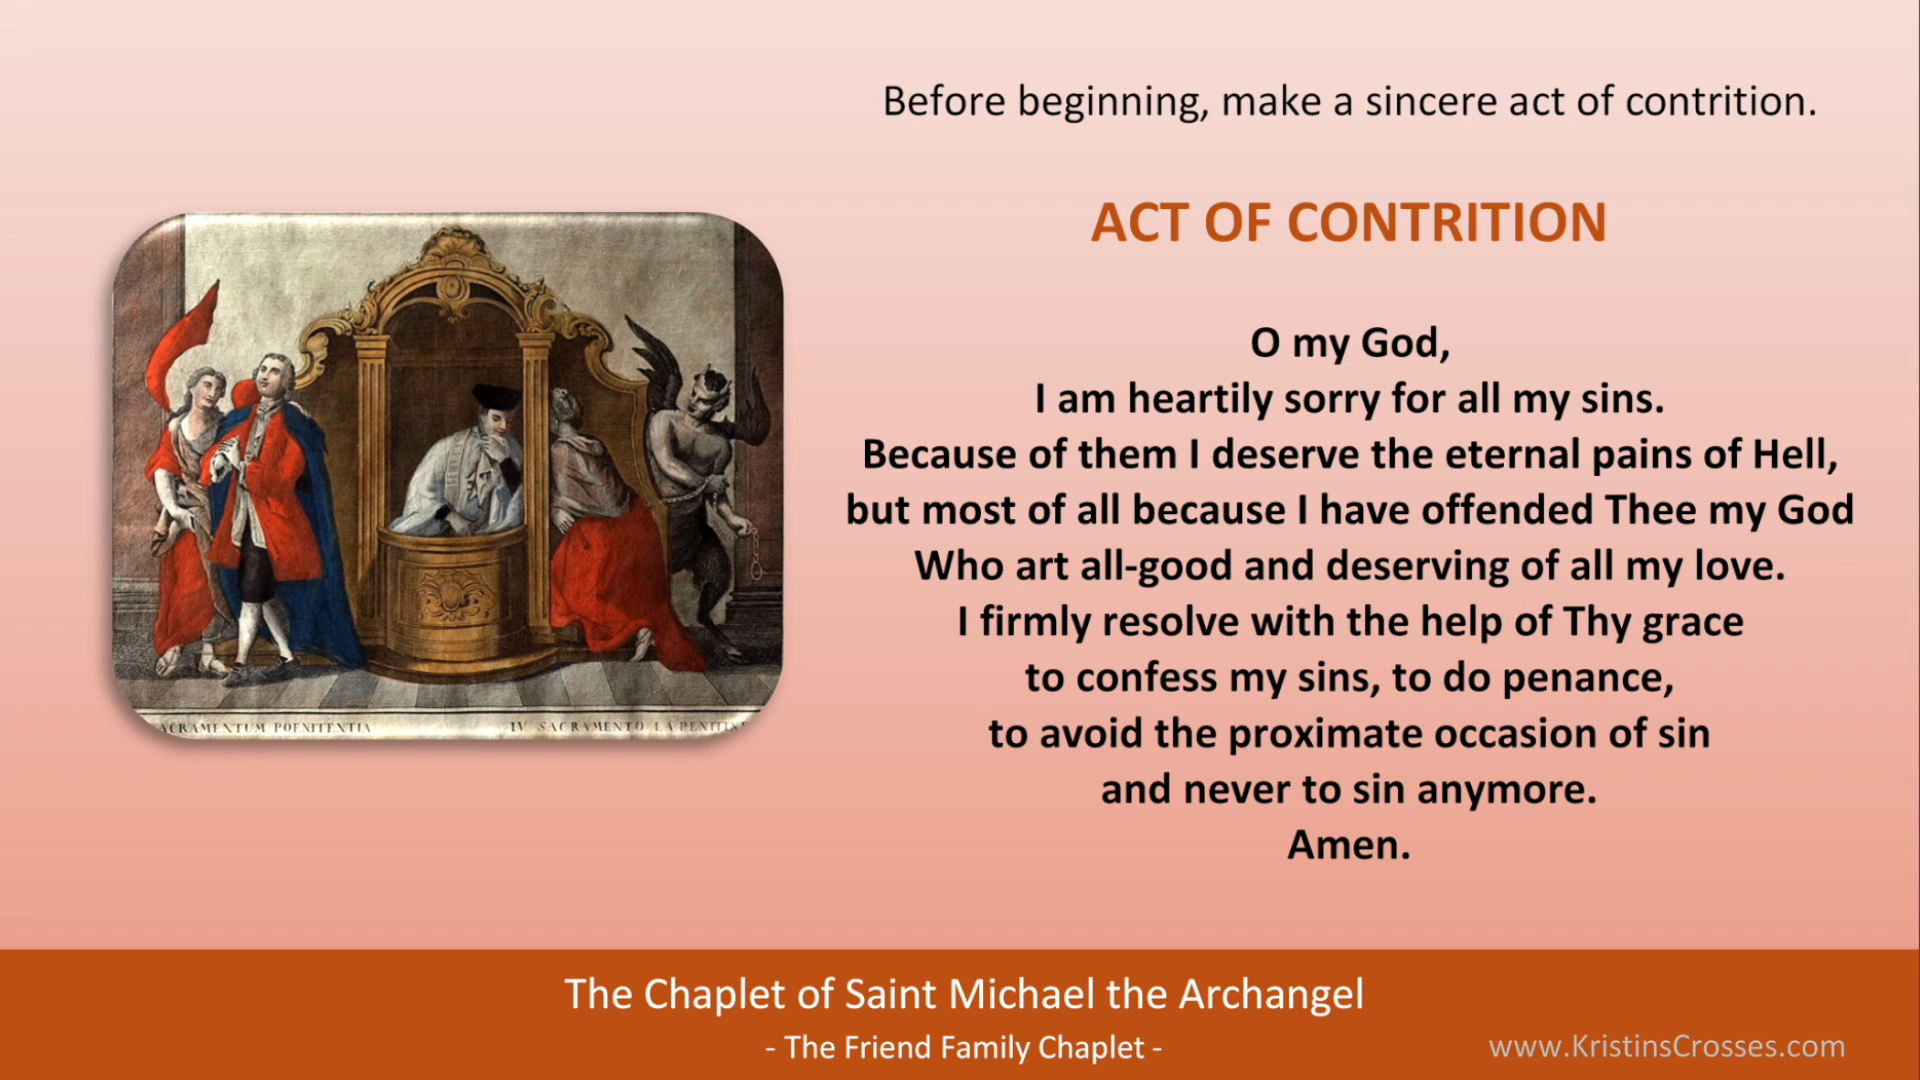 Before beginning, make a sincere act of contrition.
ACT OF CONTRITION
O my God,
I am heartily sorry for all my sins.
Because of them I deserve the eternal pains of Hell,
but most of all because I have offended Thee my God
Who art all-good and deserving of all my love.
I firmly resolve with the help of Thy grace
to confess my sins, to do penance,
to avoid the proximate occasion of sin
and never to sin anymore.
Amen.
POENITENTIA IV SACRAMENTO LA
The Chaplet of Saint Michael the Archangel
- The Friend Family Chaplet -
www.KristinsCrosses.com